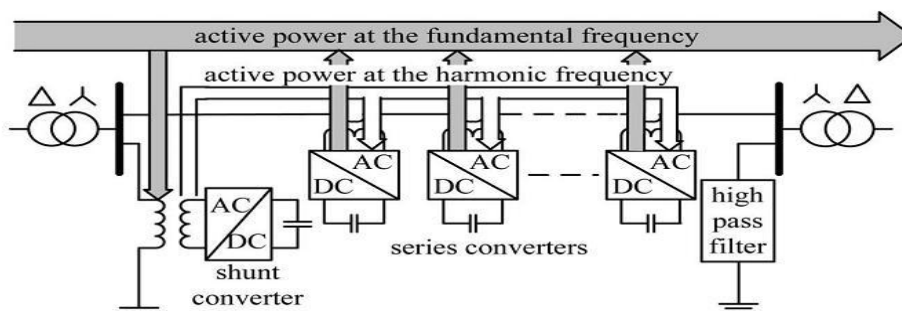 active power at the fundamental frequency
active power at the harmonic frequency
AC
DC
AC
DC
AC
DC
AC
DC
high
pass
filter
series converters
shunt
converter